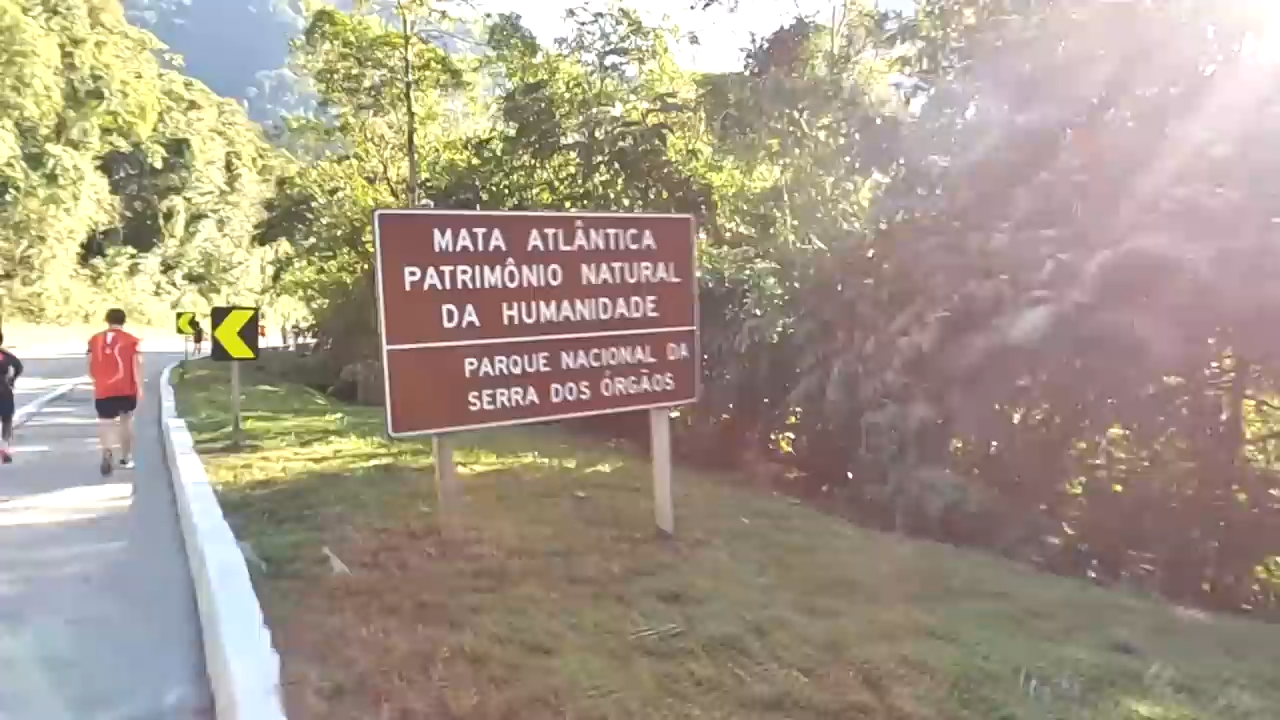 MATA ATLÂNTICA
PATRIMÔNIO NATURAL
DA HUMANIDADE
PARQUE NACIONAL DA
SERRA DOS ÓRGÃOS